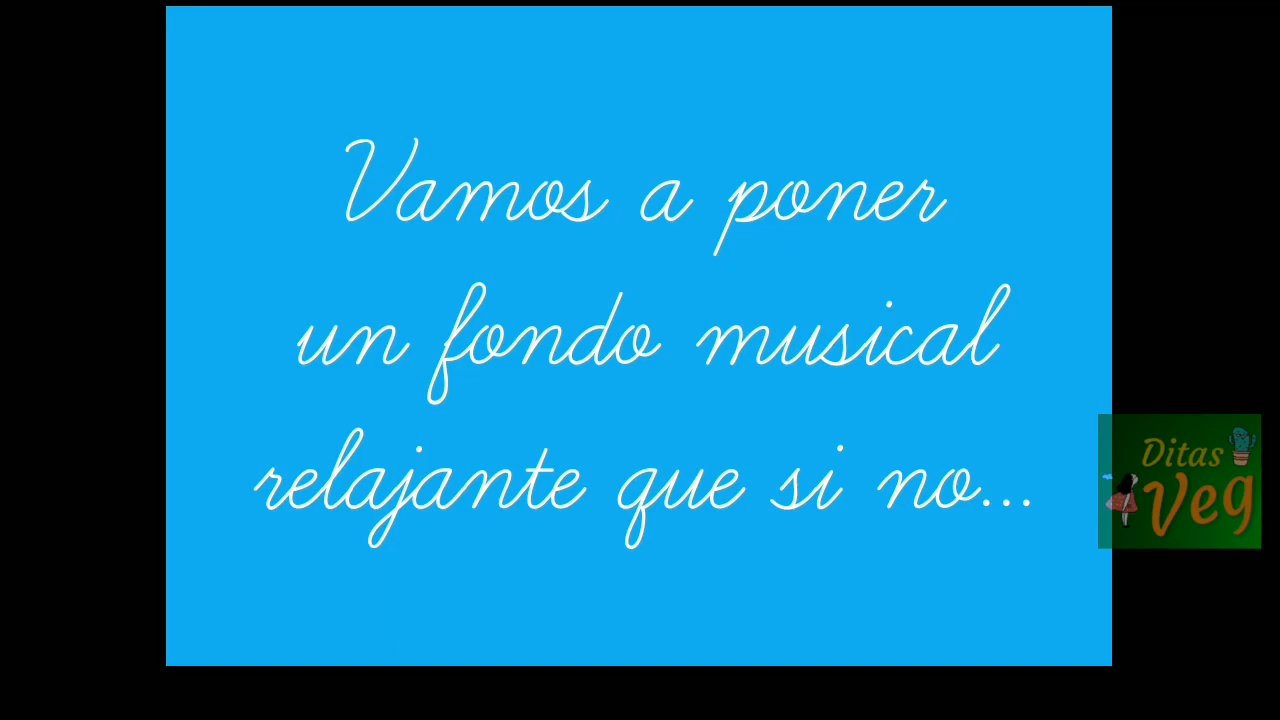 Vamos a poner
un fondo musical
relajante que si no...
Ditas
Veg